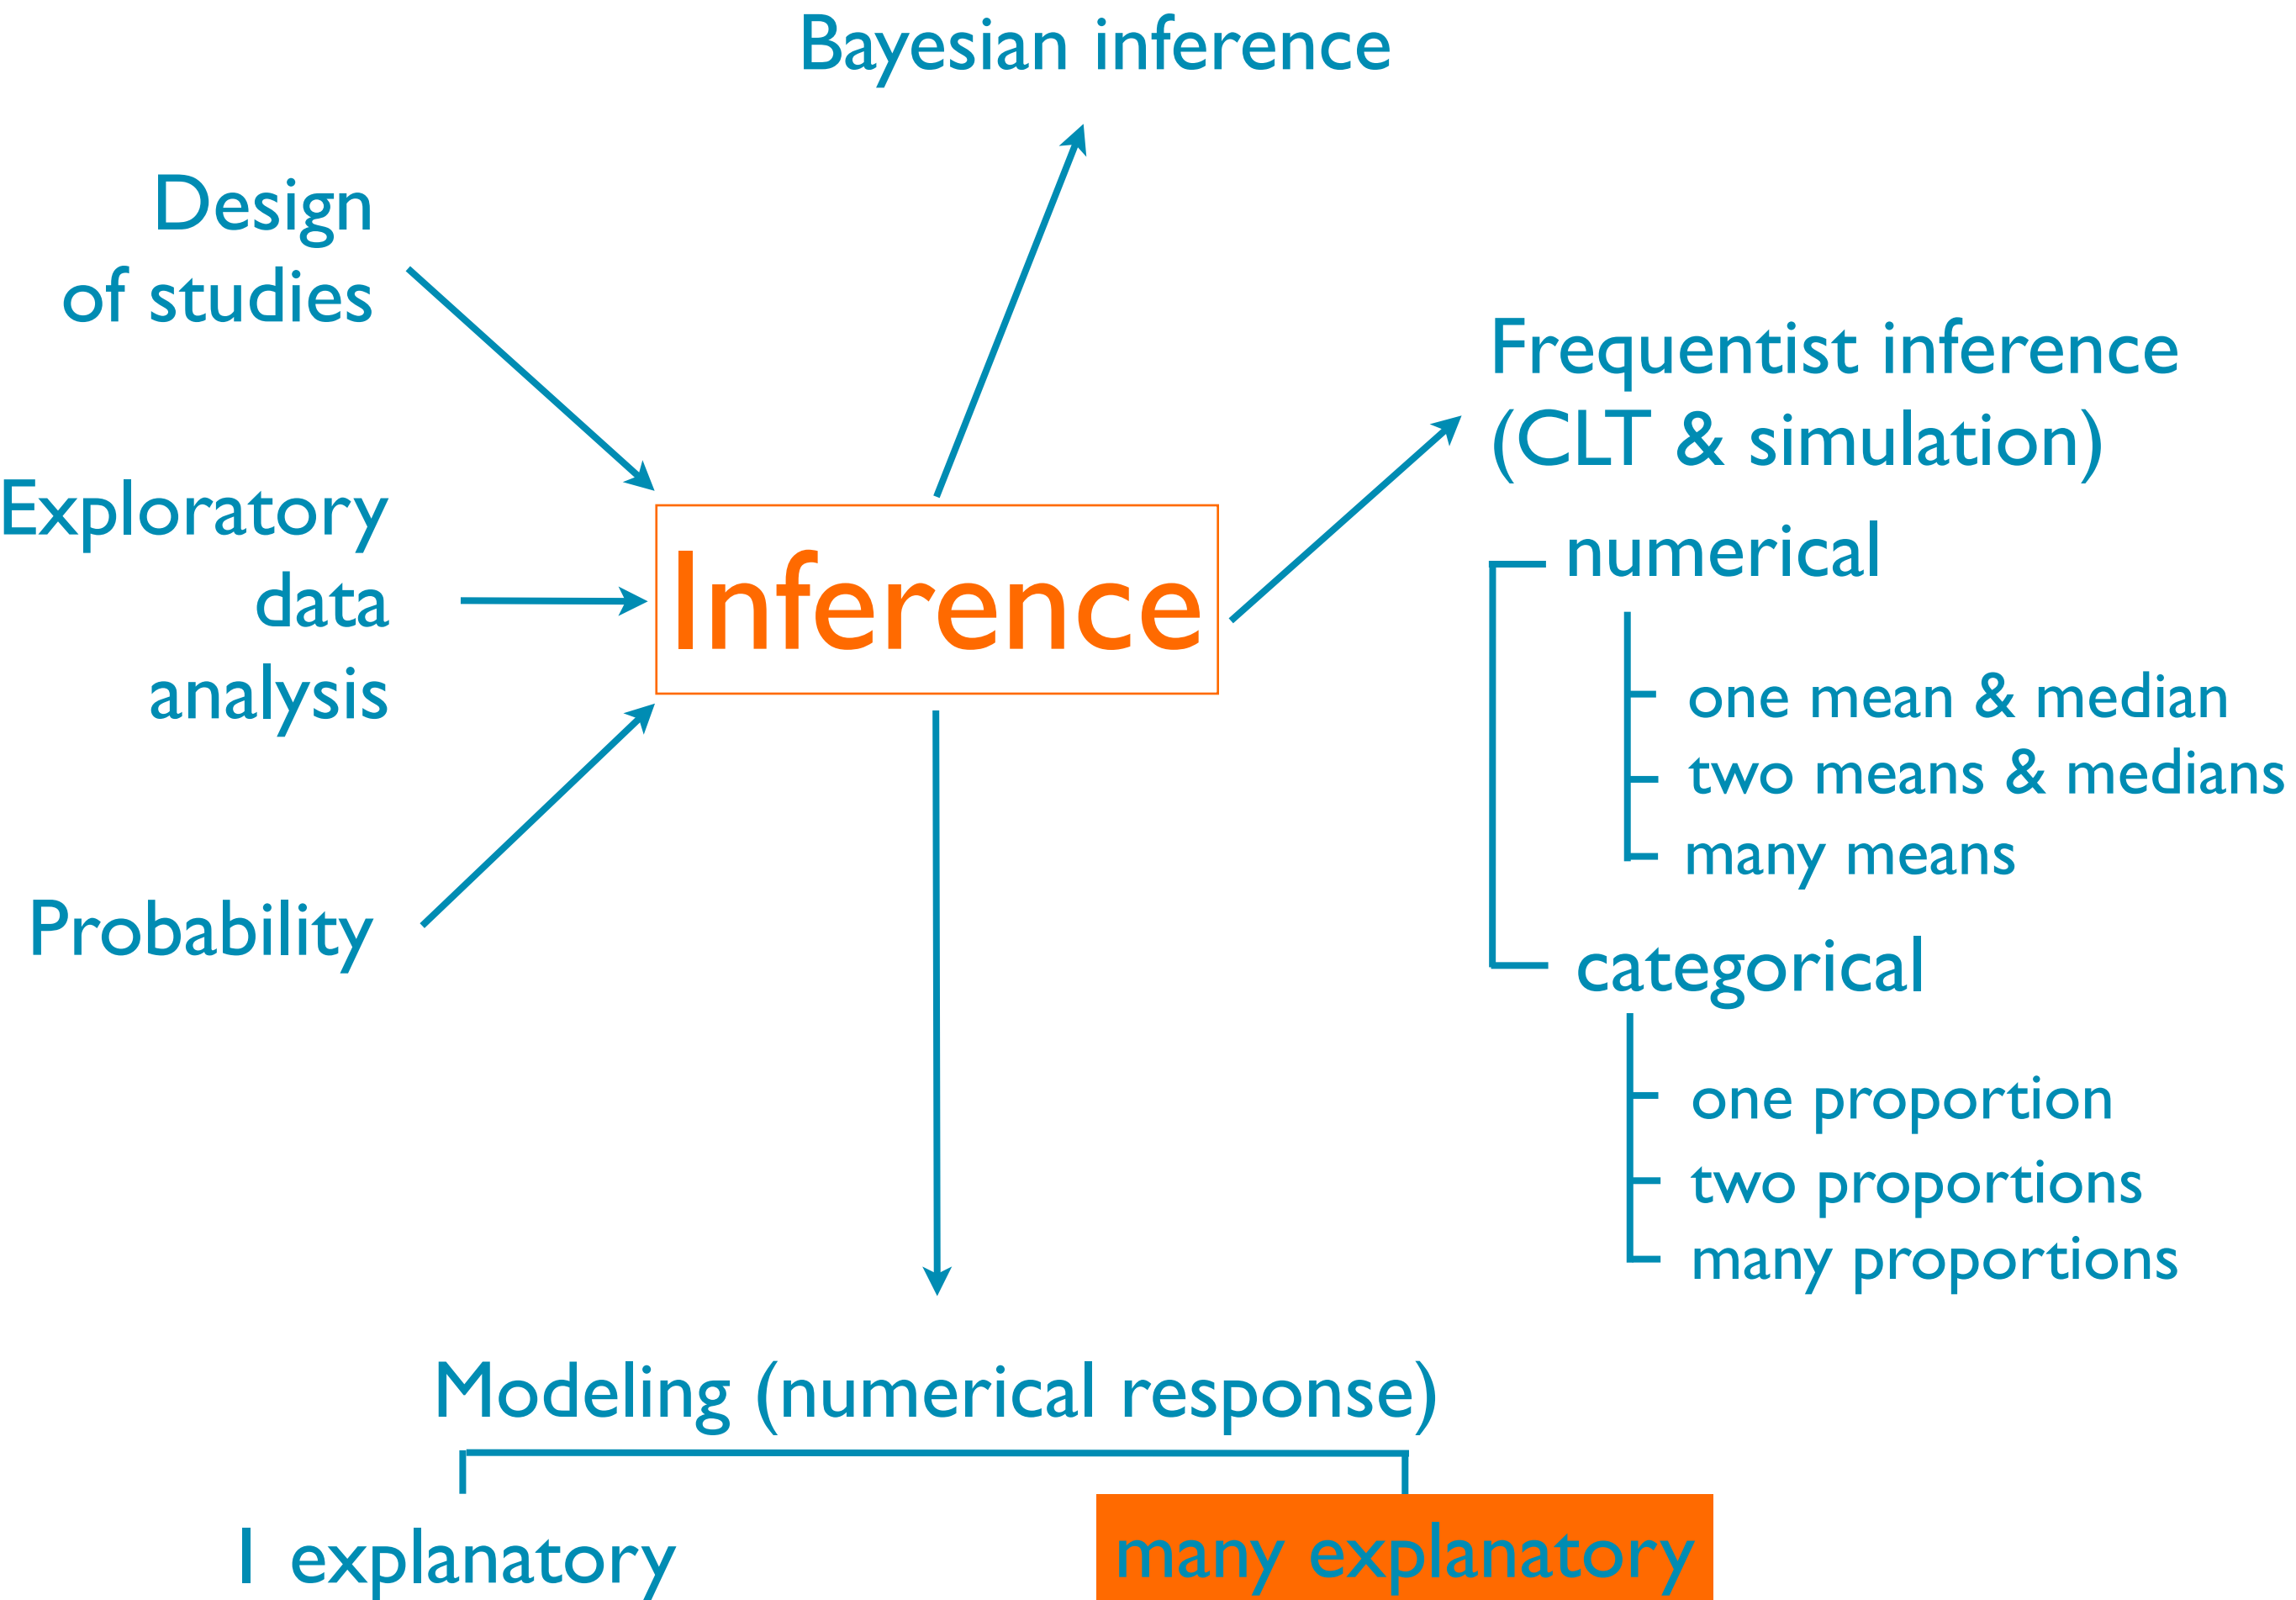 Bayesian inference
Design
of studies
Frequentist inference
(CLT & simulation)
Exploratory
data
analysis
Inference
numerical
one mean & median
two means & medians
many means
Probability
categorical
one proportion
two proportions
many proportions
Modeling (numerical response)
1 explanatory
many explanatory